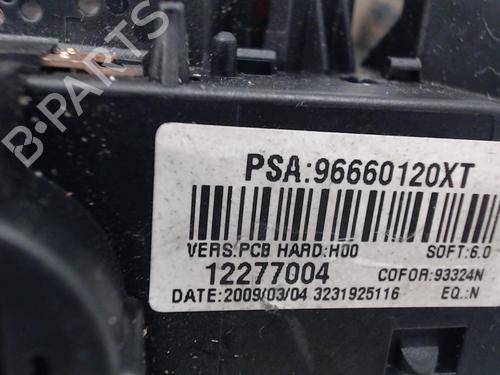 B-PARTS
PSA:96660120XT
VERS.PCB HARD:H00 SOFT:6.0
12277004 COFOR:93324N
DATE:2009/03/04 3231925116 EQ.:N